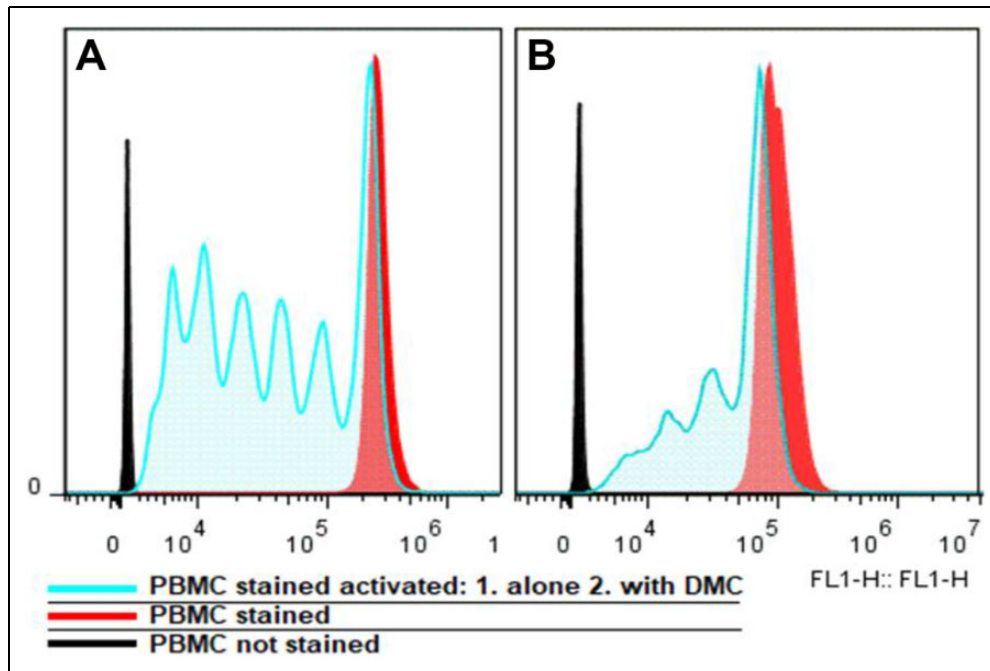 A
B
0
0 10^4 10^5 10^6 1
0 10^4 10^5 10^6 10^7
FL1-H:: FL1-H
PBMC stained activated: 1. alone 2. with DMC
PBMC stained
PBMC not stained